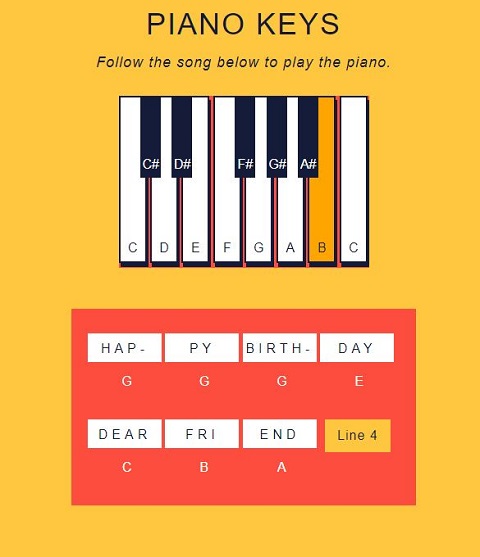 PIANO KEYS
Follow the song below to play the piano.
C# D# F# G# A#
C D E F G A B C
HAP- PY BIRTH- DAY
G G G E
DEAR FRI END Line 4
C B A